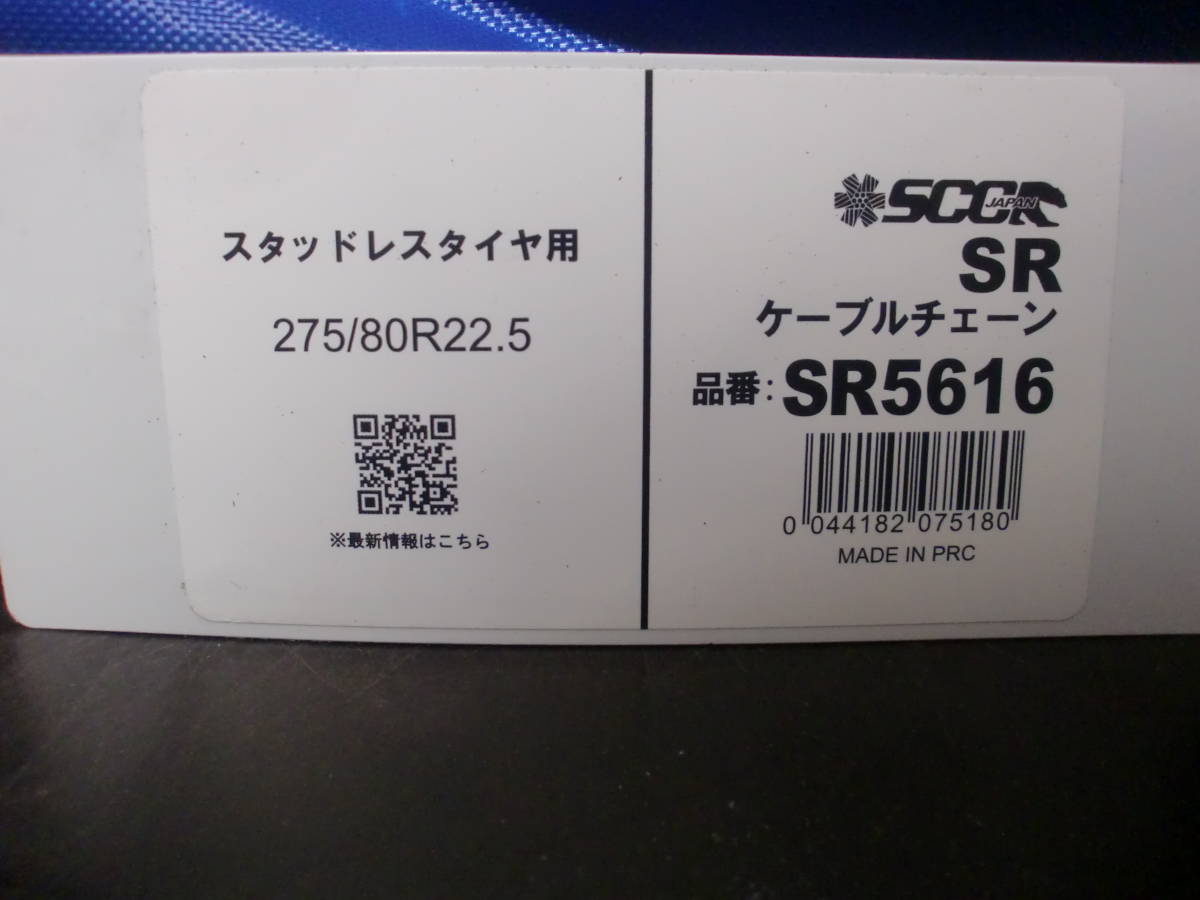 スタッドレスタイヤ用
275/80R22.5
※最新情報はこちら
SCC
JAPAN
SR
ケーブルチェーン
品番: SR5616
0 044182 075180
MADE IN PRC